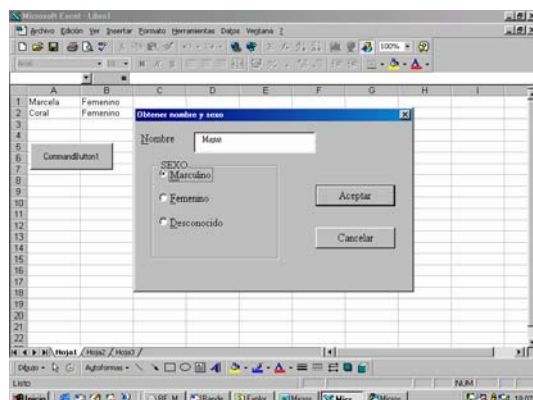 Microsoft Excel - Libro1
Archivo Edición Ver Insertar Formato Herramientas Datos Ventana ?
100%
Arial 10 N K S
A B C D E F G H I
1 Marcela Femenino
2 Coral Femenino
3
4
5
6
7
8
9
10
11
12
13
14
15
16
17
18
19
20
21
22
CommandButton1
Obtener nombre y sexo
Nombre
SEXO
Masculino
Femenino
Desconocido
Aceptar
Cancelar
Hoja1 Hoja2 Hoja3
Dibujo Autoformas
Listo NUM
Inicio